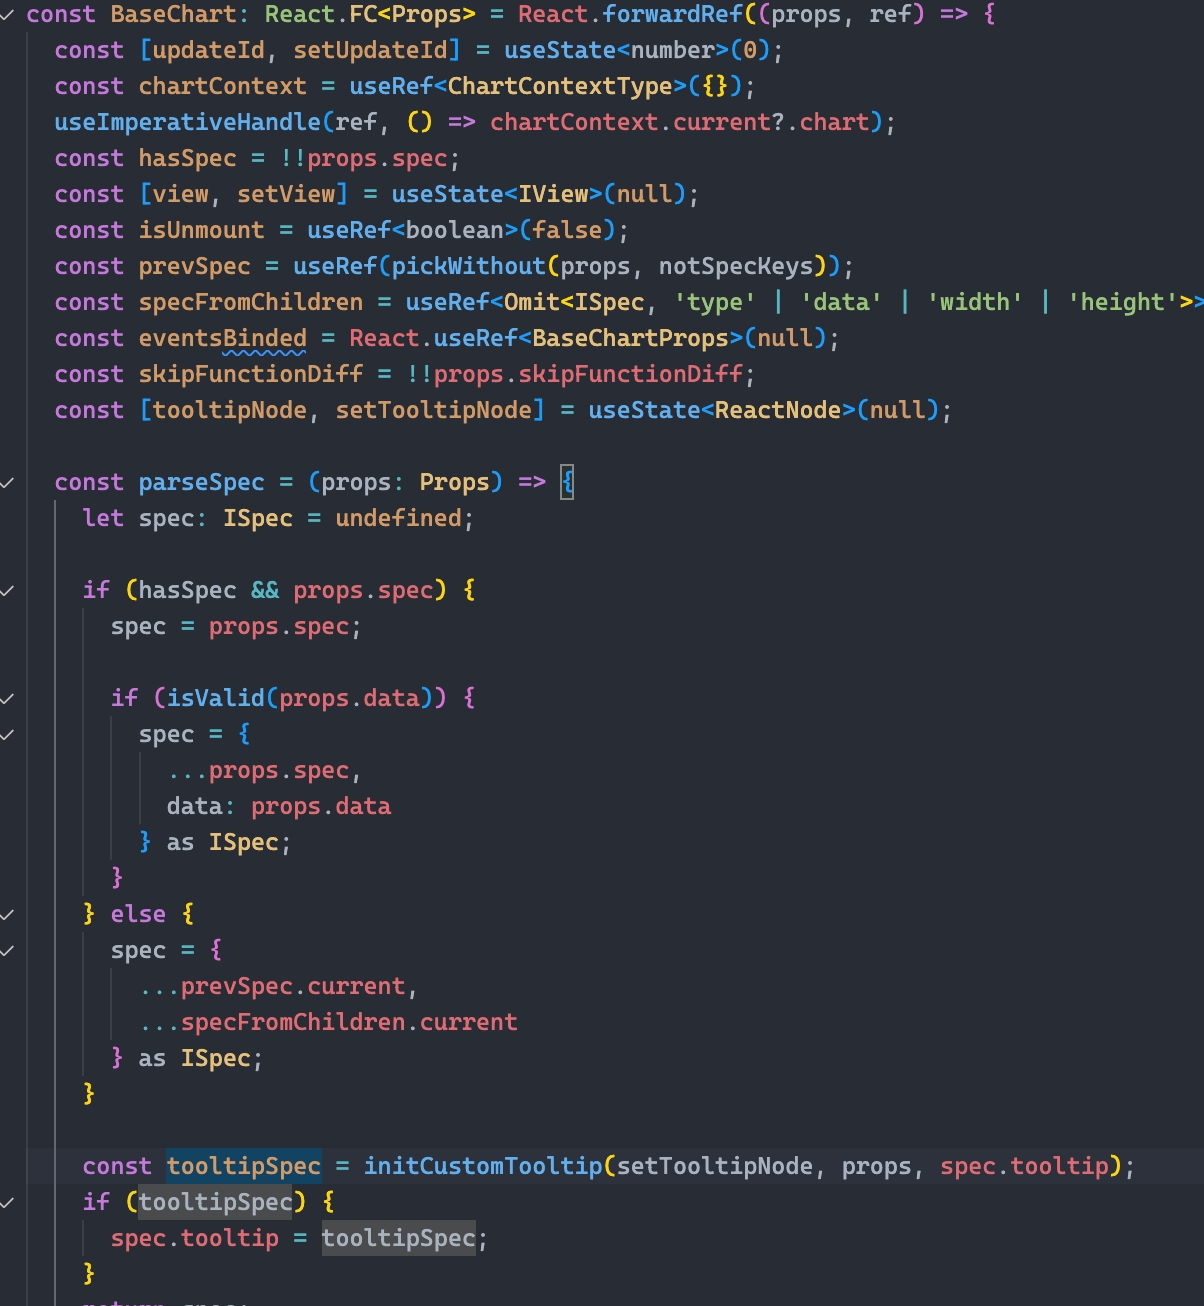 const BaseChart: React.FC<Props> = React.forwardRef((props, ref) => {
const [updateId, setUpdateId] = useState<number>(0);
const chartContext = useRef<ChartContextType>({});
useImperativeHandle(ref, () => chartContext.current?.chart);
const hasSpec = !!props.spec;
const [view, setView] = useState<IView>(null);
const isUnmount = useRef<boolean>(false);
const prevSpec = useRef(pickWithout(props, notSpecKeys));
const specFromChildren = useRef<Omit<ISpec, 'type' | 'data' | 'width' | 'height'>>
const eventsBinded = React.useRef<BaseChartProps>(null);
const skipFunctionDiff = !!props.skipFunctionDiff;
const [tooltipNode, setTooltipNode] = useState<ReactNode>(null);
const parseSpec = (props: Props) => {
let spec: ISpec = undefined;
if (hasSpec && props.spec) {
spec = props.spec;
if (isValid(props.data)) {
spec = {
...props.spec,
data: props.data
} as ISpec;
}
} else {
spec = {
...prevSpec.current,
...specFromChildren.current
} as ISpec;
}
const tooltipSpec = initCustomTooltip(setTooltipNode, props, spec.tooltip);
if (tooltipSpec) {
spec.tooltip = tooltipSpec;
}